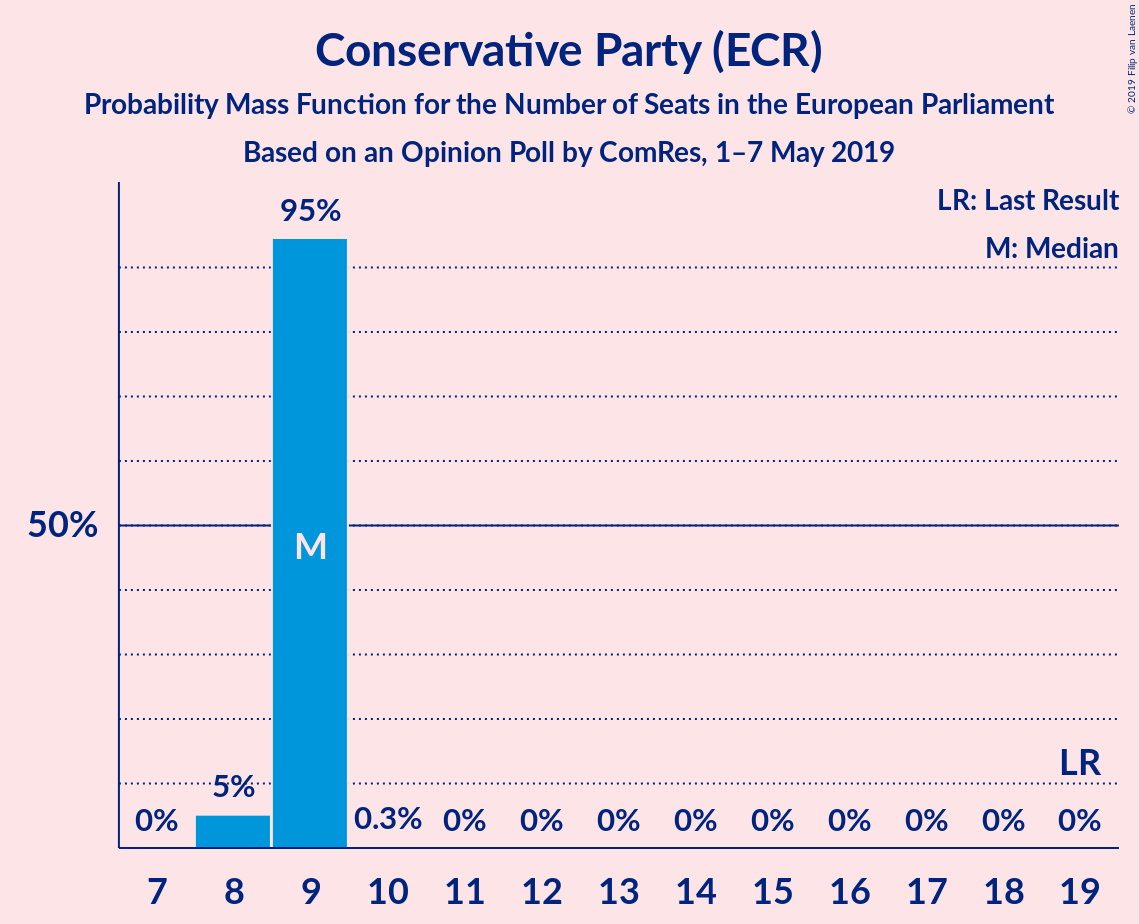 Conservative Party (ECR)
Probability Mass Function for the Number of Seats in the European Parliament
Based on an Opinion Poll by ComRes, 1–7 May 2019
© 2019 Filip van Laenen
LR: Last Result
M: Median
95%
50%
M
LR
5%
0% 0.3% 0% 0% 0% 0% 0% 0% 0% 0% 0%
7 8 9 10 11 12 13 14 15 16 17 18 19